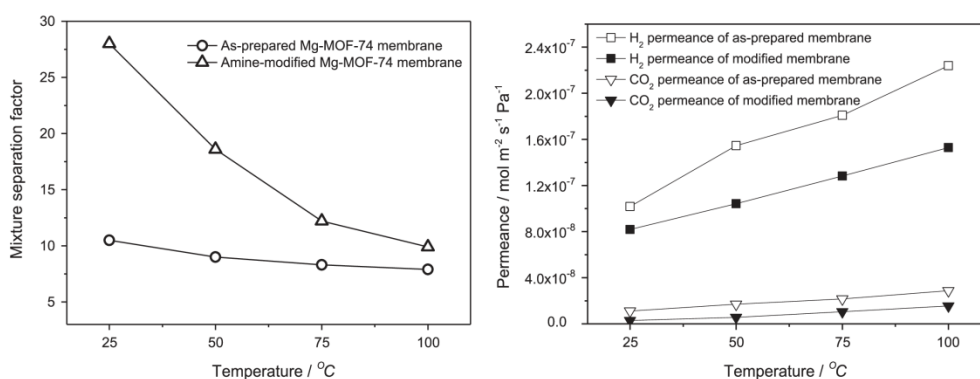 30
25
20
15
10
5
Mixture separation factor
As-prepared Mg-MOF-74 membrane
Amine-modified Mg-MOF-74 membrane
25
50
75
100
Temperature / °C
2.4x10⁻⁷
2.0x10⁻⁷
1.6x10⁻⁷
1.2x10⁻⁷
8.0x10⁻⁸
4.0x10⁻⁸
0.0
Permeance / mol m⁻² s⁻¹ Pa⁻¹
H₂ permeance of as-prepared membrane
H₂ permeance of modified membrane
CO₂ permeance of as-prepared membrane
CO₂ permeance of modified membrane
25
50
75
100
Temperature / °C